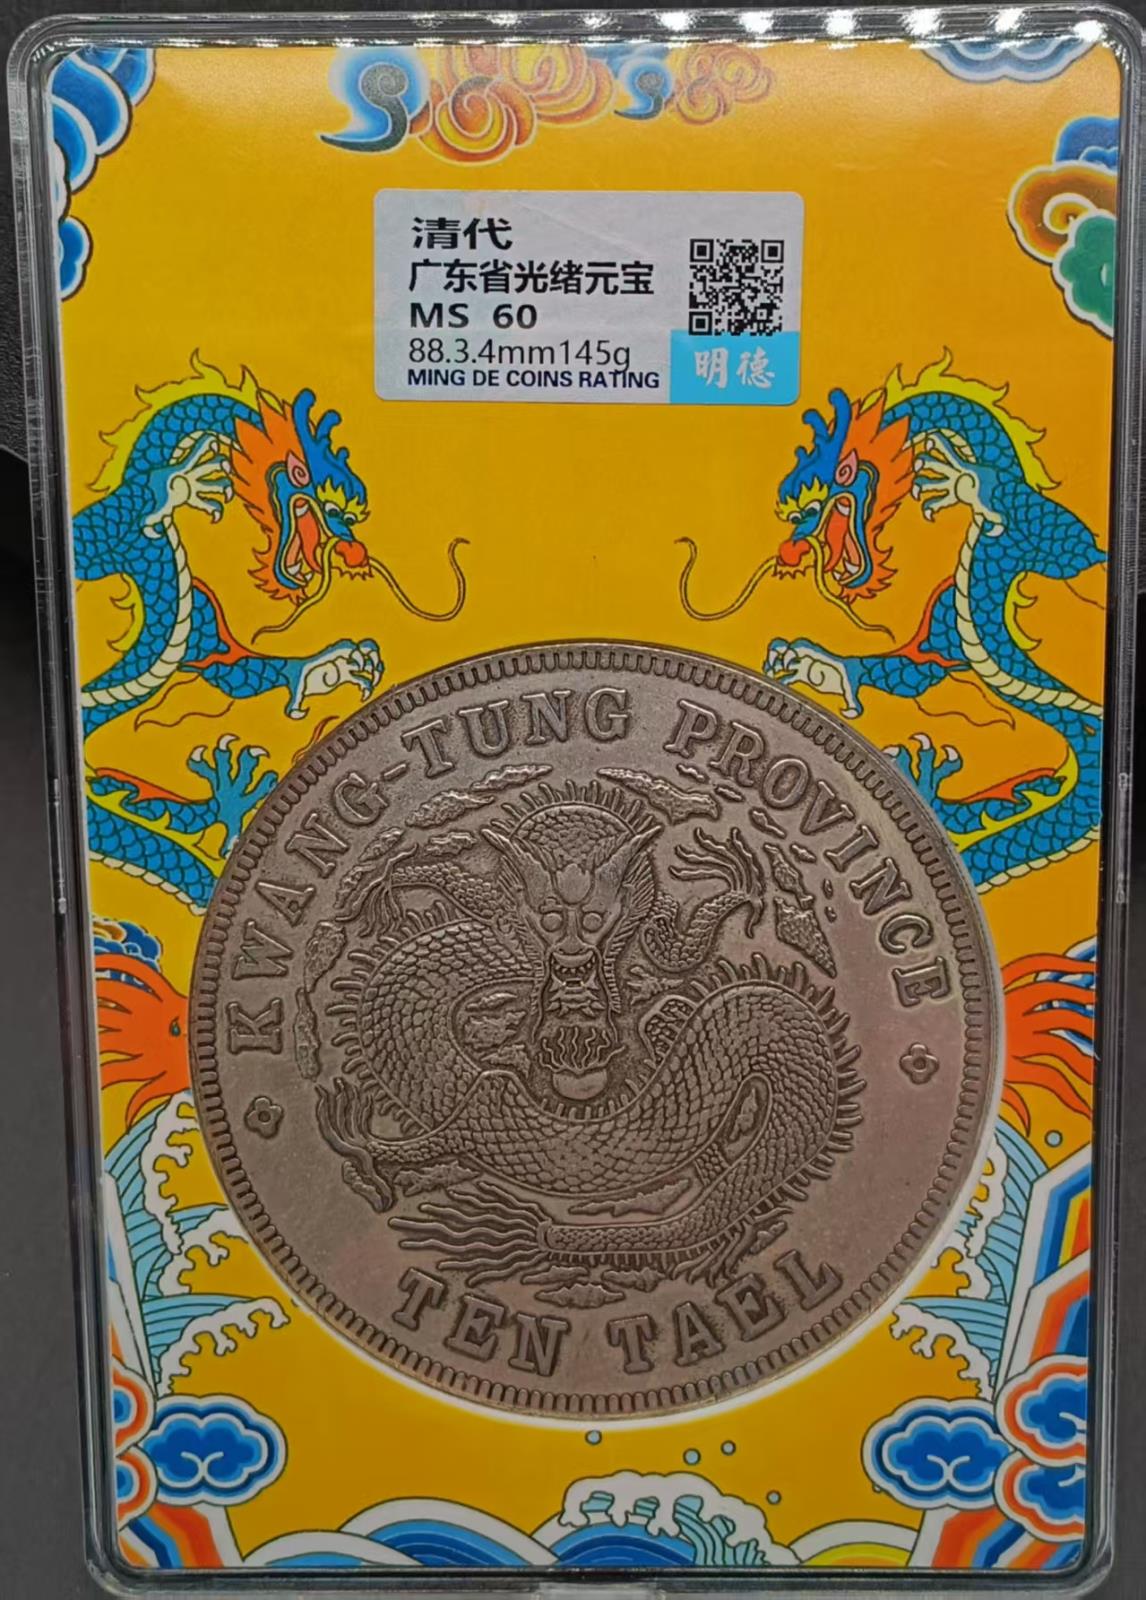 清代
广东省光绪元宝
MS 60
88.3.4mm145g
MING DE COINS RATING
明德
KWANG-TUNG PROVINCE
TEN TAEL